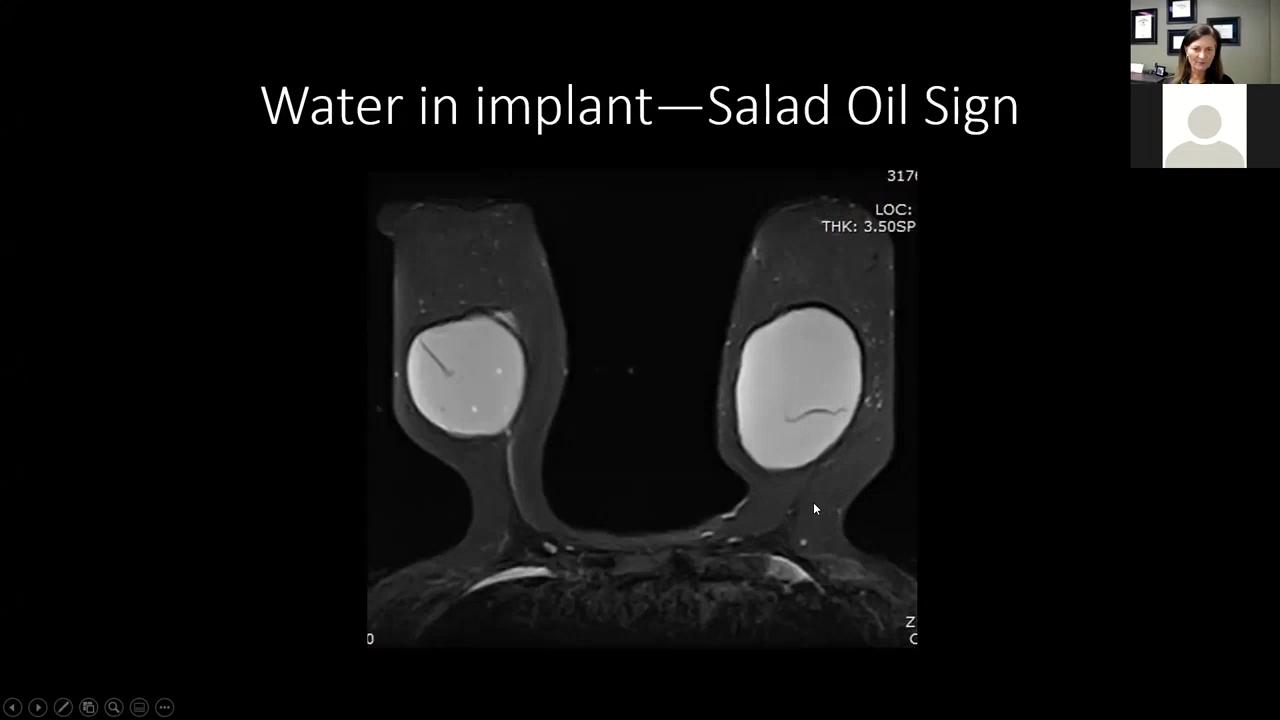 Water in implant—Salad Oil Sign
317
LOC:
THK: 3.50SP
Z
0